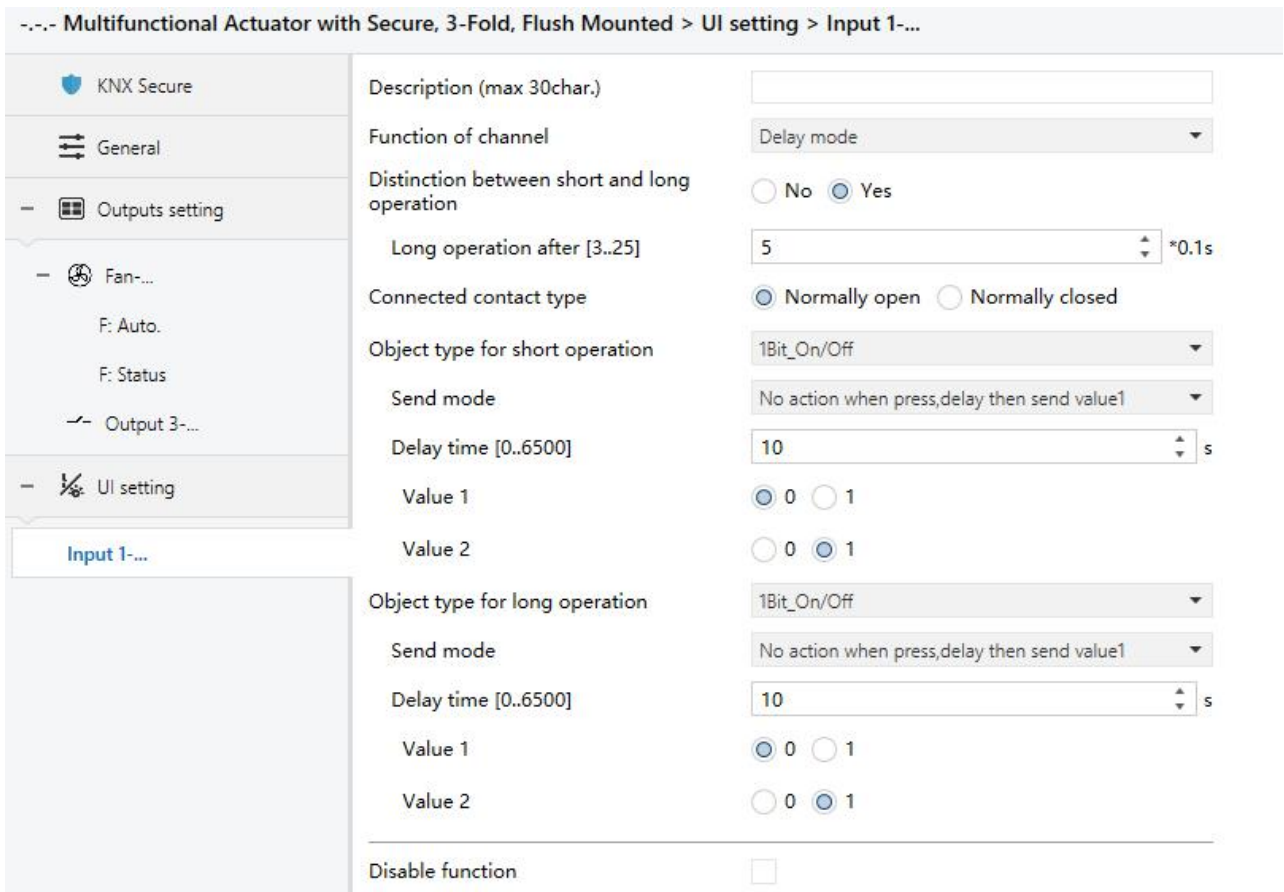 -.-.- Multifunctional Actuator with Secure, 3-Fold, Flush Mounted > UI setting > Input 1-...
KNX Secure
General
Outputs setting
Fan-...
F: Auto.
F: Status
Output 3-...
UI setting
Input 1-...
Description (max 30char.)
Function of channel Delay mode
Distinction between short and long
operation No Yes
Long operation after [3..25] 5 *0.1s
Connected contact type Normally open Normally closed
Object type for short operation 1Bit_On/Off
Send mode No action when press,delay then send value1
Delay time [0..6500] 10 s
Value 1 0 1
Value 2 0 1
Object type for long operation 1Bit_On/Off
Send mode No action when press,delay then send value1
Delay time [0..6500] 10 s
Value 1 0 1
Value 2 0 1
Disable function